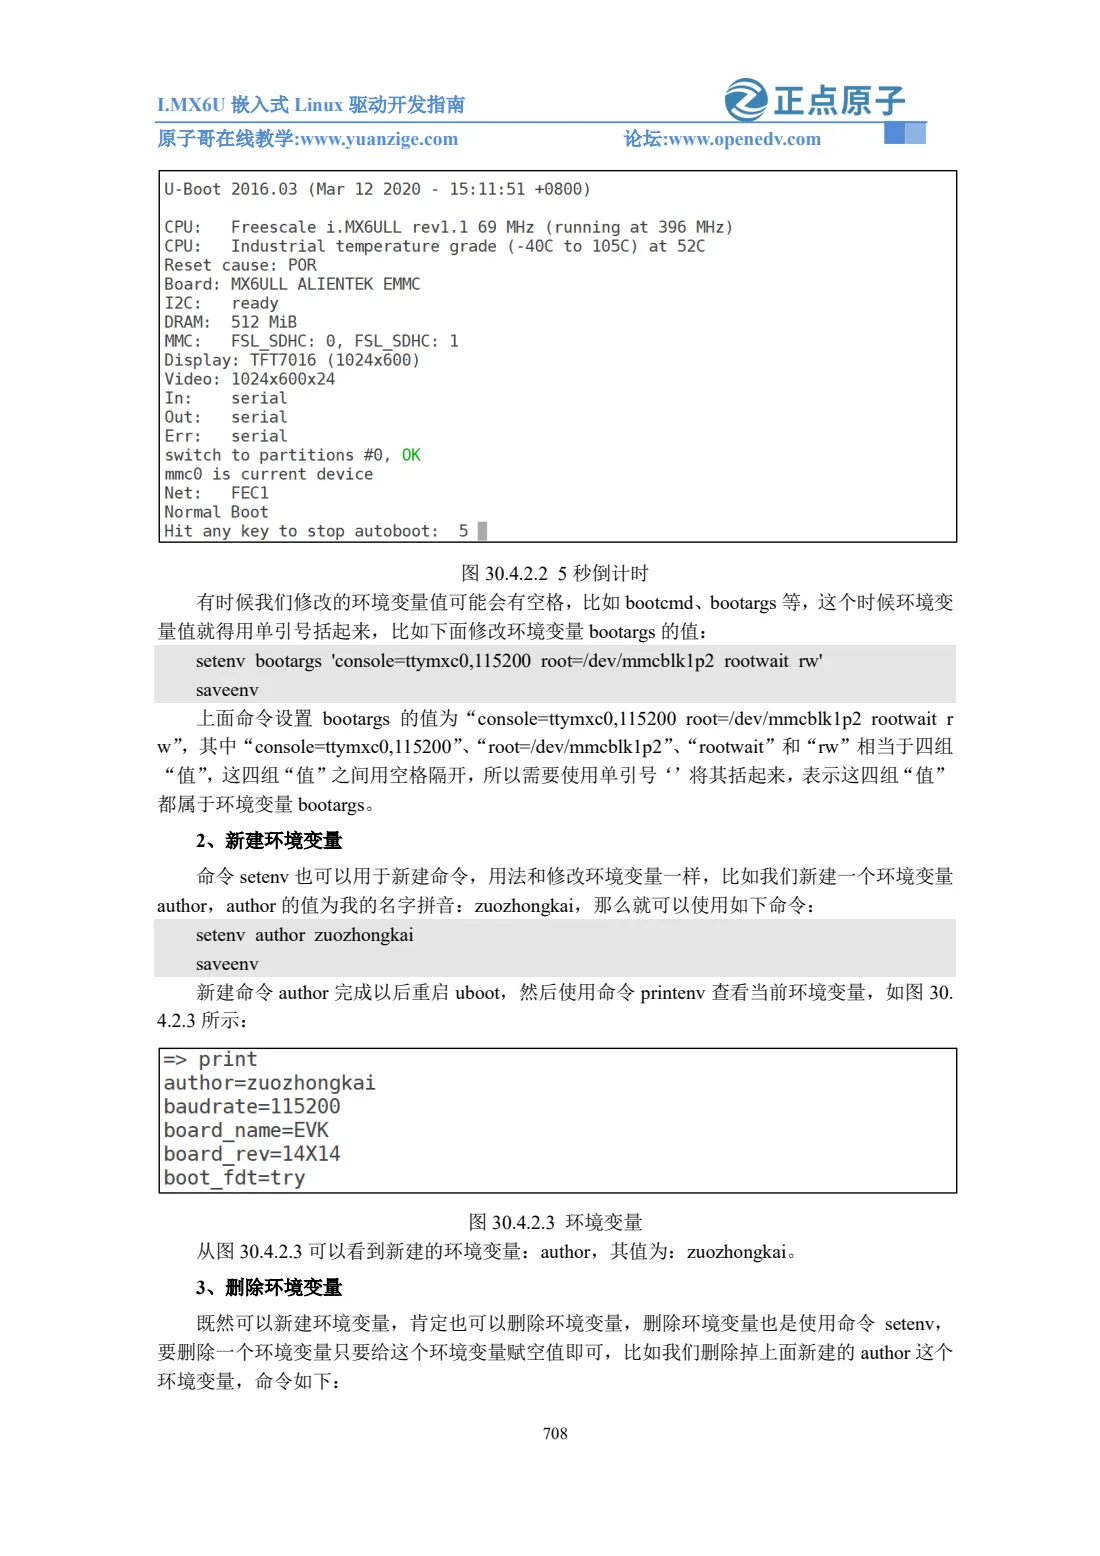 I.MX6U 嵌入式 Linux 驱动开发指南
正点原子
原子哥在线教学:www.yuanzige.com 论坛:www.openedv.com
U-Boot 2016.03 (Mar 12 2020 - 15:11:51 +0800)
CPU: Freescale i.MX6ULL rev1.1 69 MHz (running at 396 MHz)
CPU: Industrial temperature grade (-40C to 105C) at 52C
Reset cause: POR
Board: MX6ULL ALIENTEK EMMC
I2C: ready
DRAM: 512 MiB
MMC: FSL_SDHC: 0, FSL_SDHC: 1
Display: TFT7016 (1024x600)
Video: 1024x600x24
In: serial
Out: serial
Err: serial
switch to partitions #0, OK
mmc0 is current device
Net: FEC1
Normal Boot
Hit any key to stop autoboot: 5
图 30.4.2.2 5 秒倒计时
有时候我们修改的环境变量值可能会有空格，比如 bootcmd、bootargs 等，这个时候环境变
量值就得用单引号括起来，比如下面修改环境变量 bootargs 的值：
setenv bootargs 'console=ttymxc0,115200 root=/dev/mmcblk1p2 rootwait rw'
saveenv
上面命令设置 bootargs 的值为“console=ttymxc0,115200 root=/dev/mmcblk1p2 rootwait r
w”，其中“console=ttymxc0,115200”、“root=/dev/mmcblk1p2”、“rootwait”和“rw”相当于四组
“值”，这四组“值”之间用空格隔开，所以需要使用单引号‘’将其括起来，表示这四组“值”
都属于环境变量 bootargs。
2、新建环境变量
命令 setenv 也可以用于新建命令，用法和修改环境变量一样，比如我们新建一个环境变量
author，author 的值为我的名字拼音：zuozhongkai，那么就可以使用如下命令：
setenv author zuozhongkai
saveenv
新建命令 author 完成以后重启 uboot，然后使用命令 printenv 查看当前环境变量，如图 30.
4.2.3 所示：
=> print
author=zuozhongkai
baudrate=115200
board_name=EVK
board_rev=14X14
boot_fdt=try
图 30.4.2.3 环境变量
从图 30.4.2.3 可以看到新建的环境变量：author，其值为：zuozhongkai。
3、删除环境变量
既然可以新建环境变量，肯定也可以删除环境变量，删除环境变量也是使用命令 setenv，
要删除一个环境变量只要给这个环境变量赋空值即可，比如我们删除掉上面新建的 author 这个
环境变量，命令如下：
708